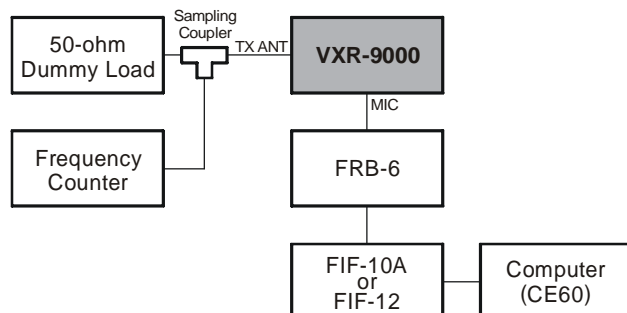 Sampling
Coupler
50-ohm
Dummy Load
TX ANT
VXR-9000
MIC
Frequency
Counter
FRB-6
FIF-10A
or
FIF-12
Computer
(CE60)